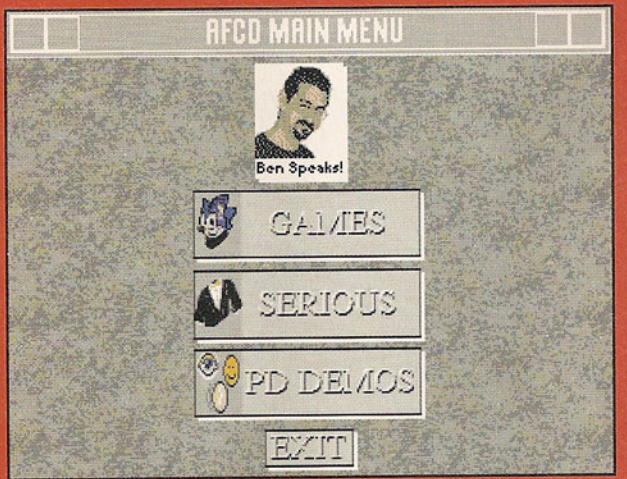 AFCD MAIN MENU
Ben Speaks!
GAMES
SERIOUS
PD DEMOS
EXIT